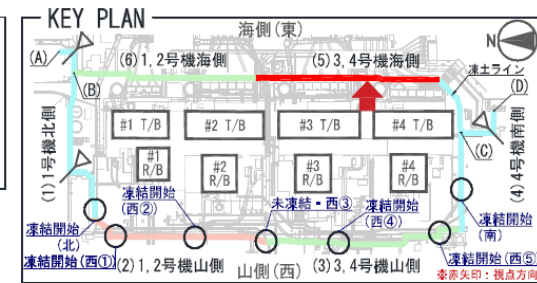 KEY PLAN
海側(東)
N
(A)
(6)1,2号機海側
(5)3,4号機海側
凍土ライン
(B)
(D)
#1 T/B
#2 T/B
#3 T/B
#4 T/B
(C)
(1)1号機北側
#1
R/B
#2
R/B
#3
R/B
#4
R/B
(4)4号機南側
凍結開始
(西②)
未凍結・西③
凍結開始
(西④)
凍結開始
(北)
凍結開始
(南)
凍結開始(西①)
(2)1,2号機山側
山側(西)
(3)3,4号機山側
凍結開始(西⑤)
※赤矢印:視点方向